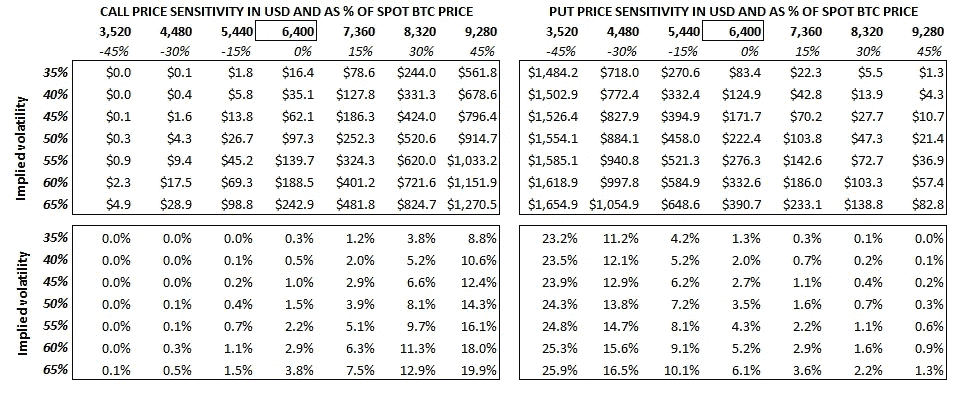 CALL PRICE SENSITIVITY IN USD AND AS % OF SPOT BTC PRICE PUT PRICE SENSITIVITY IN USD AND AS % OF SPOT BTC PRICE
3,520 4,480 5,440 6,400 7,360 8,320 9,280 3,520 4,480 5,440 6,400 7,360 8,320 9,280
-45% -30% -15% 0% 15% 30% 45% -45% -30% -15% 0% 15% 30% 45%
Implied volatility
35% $0.0 $0.1 $1.8 $16.4 $78.6 $244.0 $561.8 $1,484.2 $718.0 $270.6 $83.4 $22.3 $5.5 $1.3
40% $0.0 $0.4 $5.8 $35.1 $127.8 $331.3 $678.6 $1,502.9 $772.4 $332.4 $124.9 $42.8 $13.9 $4.3
45% $0.1 $1.6 $13.8 $62.1 $186.3 $424.0 $796.4 $1,526.4 $827.9 $394.9 $171.7 $70.2 $27.7 $10.7
50% $0.3 $4.3 $26.7 $97.3 $252.3 $520.6 $914.7 $1,554.1 $884.1 $458.0 $222.4 $103.8 $47.3 $21.4
55% $0.9 $9.4 $45.2 $139.7 $324.3 $620.0 $1,033.2 $1,585.1 $940.8 $521.3 $276.3 $142.6 $72.7 $36.9
60% $2.3 $17.5 $69.3 $188.5 $401.2 $721.6 $1,151.9 $1,618.9 $997.8 $584.9 $332.6 $186.0 $103.3 $57.4
65% $4.9 $28.9 $98.8 $242.9 $481.8 $824.7 $1,270.5 $1,654.9 $1,054.9 $648.6 $390.7 $233.1 $138.8 $82.8
Implied volatility
35% 0.0% 0.0% 0.0% 0.3% 1.2% 3.8% 8.8% 23.2% 11.2% 4.2% 1.3% 0.3% 0.1% 0.0%
40% 0.0% 0.0% 0.1% 0.5% 2.0% 5.2% 10.6% 23.5% 12.1% 5.2% 2.0% 0.7% 0.2% 0.1%
45% 0.0% 0.0% 0.2% 1.0% 2.9% 6.6% 12.4% 23.9% 12.9% 6.2% 2.7% 1.1% 0.4% 0.2%
50% 0.0% 0.1% 0.4% 1.5% 3.9% 8.1% 14.3% 24.3% 13.8% 7.2% 3.5% 1.6% 0.7% 0.3%
55% 0.0% 0.1% 0.7% 2.2% 5.1% 9.7% 16.1% 24.8% 14.7% 8.1% 4.3% 2.2% 1.1% 0.6%
60% 0.0% 0.3% 1.1% 2.9% 6.3% 11.3% 18.0% 25.3% 15.6% 9.1% 5.2% 2.9% 1.6% 0.9%
65% 0.1% 0.5% 1.5% 3.8% 7.5% 12.9% 19.9% 25.9% 16.5% 10.1% 6.1% 3.6% 2.2% 1.3%